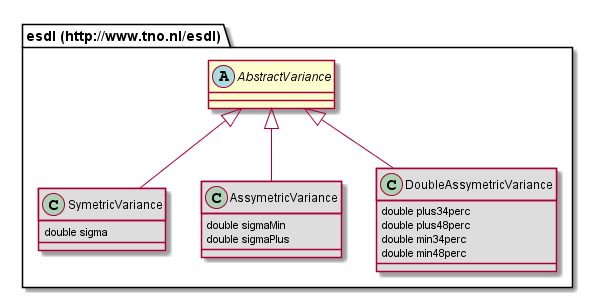 esdl (http://www.tno.nl/esdl)
A AbstractVariance
C SymetricVariance
double sigma
C AssymetricVariance
double sigmaMin
double sigmaPlus
C DoubleAssymetricVariance
double plus34perc
double plus48perc
double min34perc
double min48perc